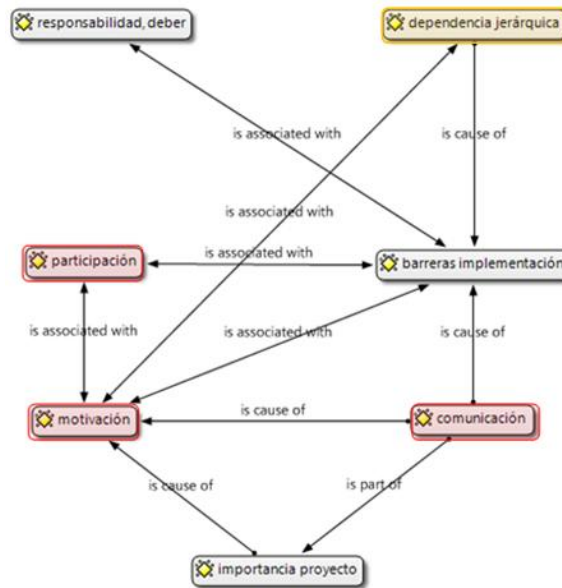 responsabilidad, deber
dependencia jerárquica
is associated with
is cause of
is associated with
is associated with
participación
barreras implementación
is associated with
is associated with
is cause of
motivación
is cause of
comunicación
is cause of
is part of
importancia proyecto